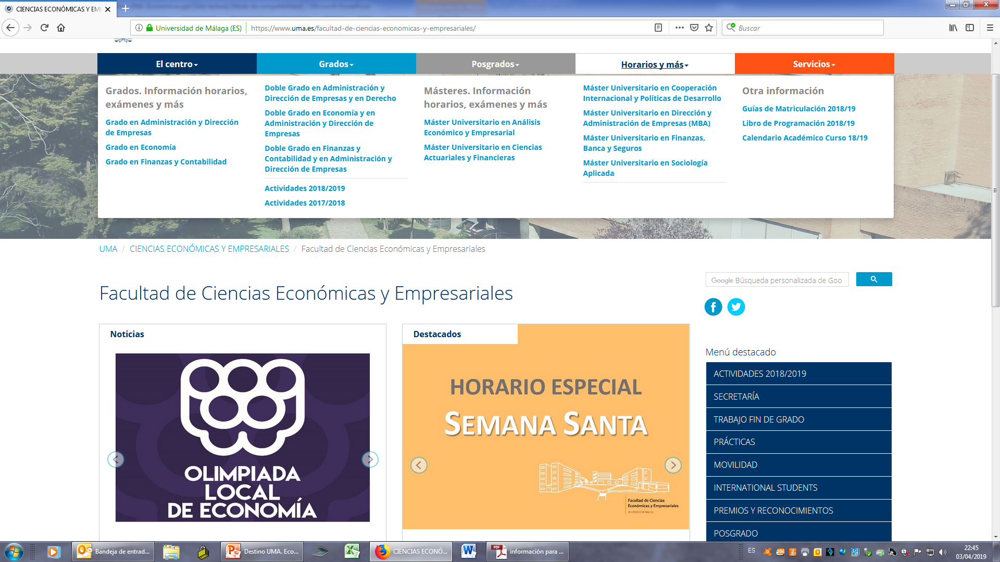 CIENCIAS ECONÓMICAS Y EM
Universidad de Málaga (ES)
https://www.uma.es/facultad-de-ciencias-economicas-y-empresariales/
Buscar
El centro
Grados
Posgrados
Horarios y más
Servicios
Grados. Información horarios,
exámenes y más
Grado en Administración y Dirección
de Empresas
Grado en Economía
Grado en Finanzas y Contabilidad
Doble Grado en Administración y
Dirección de Empresas y en Derecho
Doble Grado en Economía y en
Administración y Dirección de
Empresas
Doble Grado en Finanzas y
Contabilidad y en Administración y
Dirección de Empresas
Actividades 2018/2019
Actividades 2017/2018
Másteres. Información
horarios, exámenes y más
Máster Universitario en Análisis
Económico y Empresarial
Máster Universitario en Ciencias
Actuariales y Financieras
Máster Universitario en Cooperación
Internacional y Políticas de Desarrollo
Máster Universitario en Dirección y
Administración de Empresas (MBA)
Máster Universitario en Finanzas,
Banca y Seguros
Máster Universitario en Sociología
Aplicada
Otra información
Guías de Matriculación 2018/19
Libro de Programación 2018/19
Calendario Académico Curso 18/19
UMA / CIENCIAS ECONÓMICAS Y EMPRESARIALES / Facultad de Ciencias Económicas y Empresariales
Facultad de Ciencias Económicas y Empresariales
Google Búsqueda personalizada de Goo
Noticias
OLIMPIADA
LOCAL
DE ECONOMÍA
Destacados
HORARIO ESPECIAL
SEMANA SANTA
Facultad de Ciencias
Económicas y Empresariales
UNIVERSIDAD DE MÁLAGA
Menú destacado
ACTIVIDADES 2018/2019
SECRETARÍA
TRABAJO FIN DE GRADO
PRÁCTICAS
MOVILIDAD
INTERNATIONAL STUDENTS
PREMIOS Y RECONOCIMIENTOS
POSGRADO
Bandeja de entrad...
Destino UMA. Eco...
CIENCIAS ECONÓ...
información para ...
ES
22:45
03/04/2019